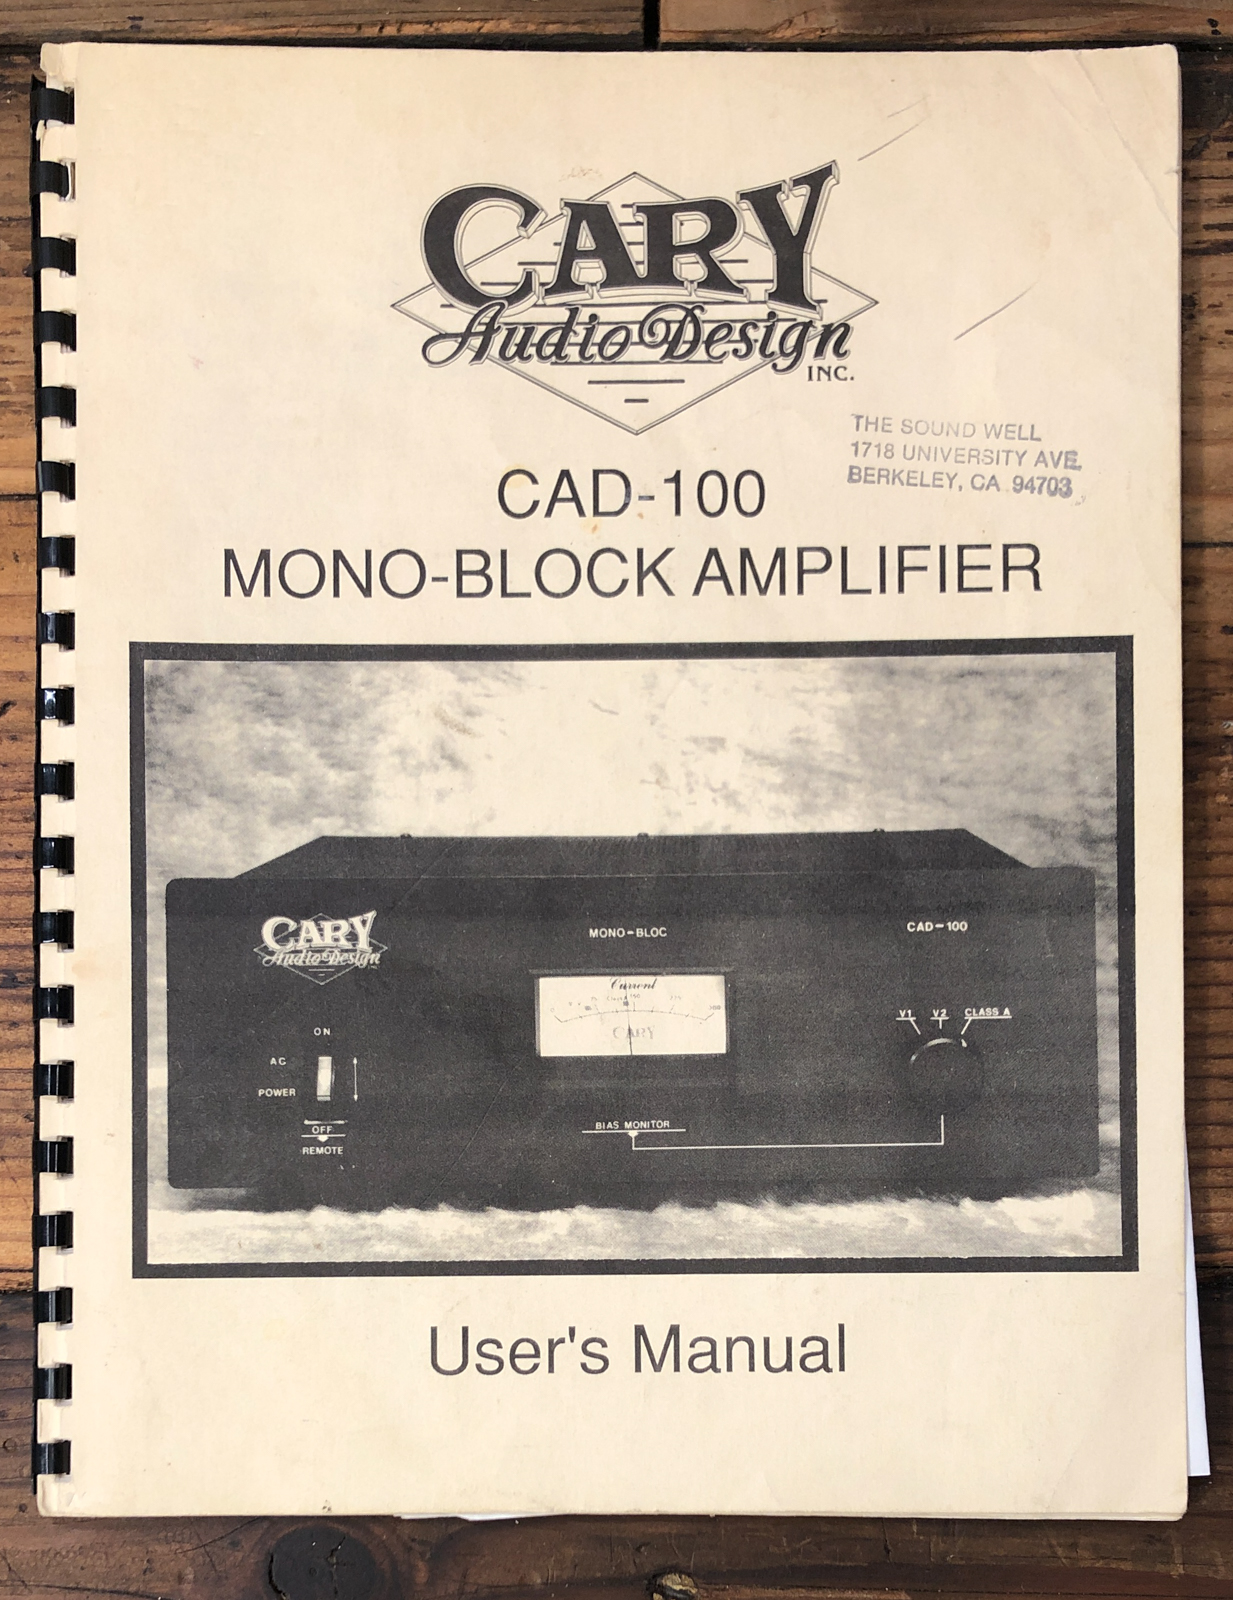 CARY
Audio Design
INC.
THE SOUND WELL
1718 UNIVERSITY AVE.
BERKELEY, CA 94703
CAD-100
MONO-BLOCK AMPLIFIER
CARY
Audio Design
MONO-BLOC
CAD-100
Current
CARY
V1 V2 CLASS A
ON
AC
POWER
OFF
REMOTE
BIAS MONITOR
User's Manual